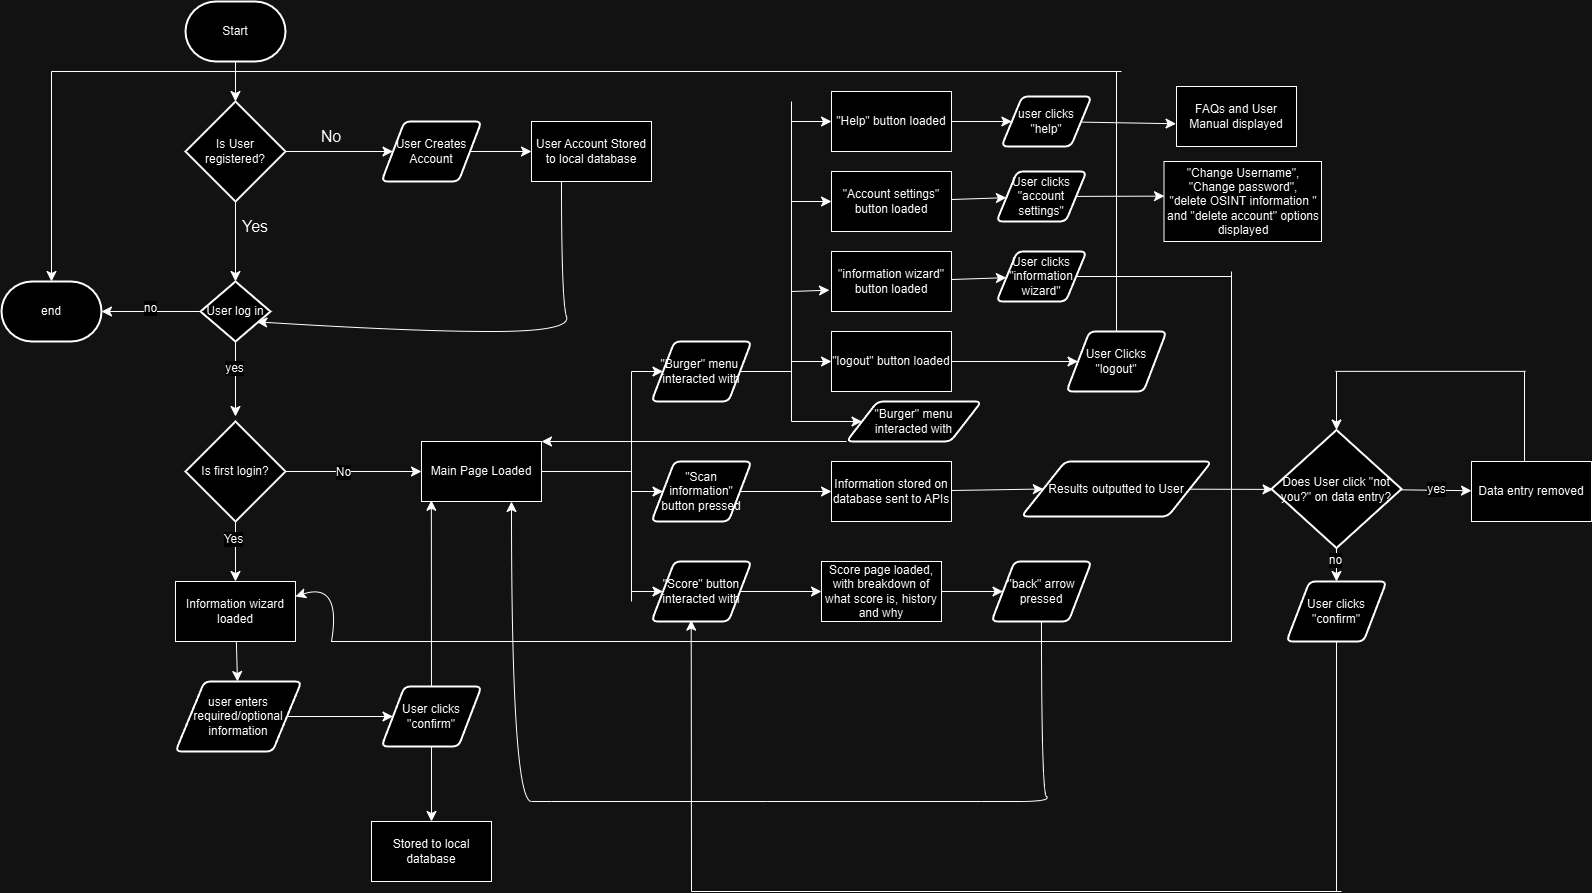 Start
Is User
registered?
No
User Creates
Account
User Account Stored
to local database
Yes
end
no
User log in
yes
Is first login?
No
Main Page Loaded
Yes
Information wizard
loaded
user enters
required/optional
information
User clicks
"confirm"
Stored to local
database
"Burger" menu
interacted with
"Help" button loaded
user clicks
"help"
FAQs and User
Manual displayed
"Account settings"
button loaded
User clicks
"account
settings"
"Change Username",
"Change password",
"delete OSINT information "
and "delete account" options
displayed
"information wizard"
button loaded
User clicks
"information
wizard"
"logout" button loaded
User Clicks
"logout"
"Burger" menu
interacted with
"Scan
information"
button pressed
Information stored on
database sent to APIs
Results outputted to User
Does User click "not
you?" on data entry?
yes
Data entry removed
no
User clicks
"confirm"
"Score" button
interacted with
Score page loaded,
with breakdown of
what score is, history
and why
"back" arrow
pressed